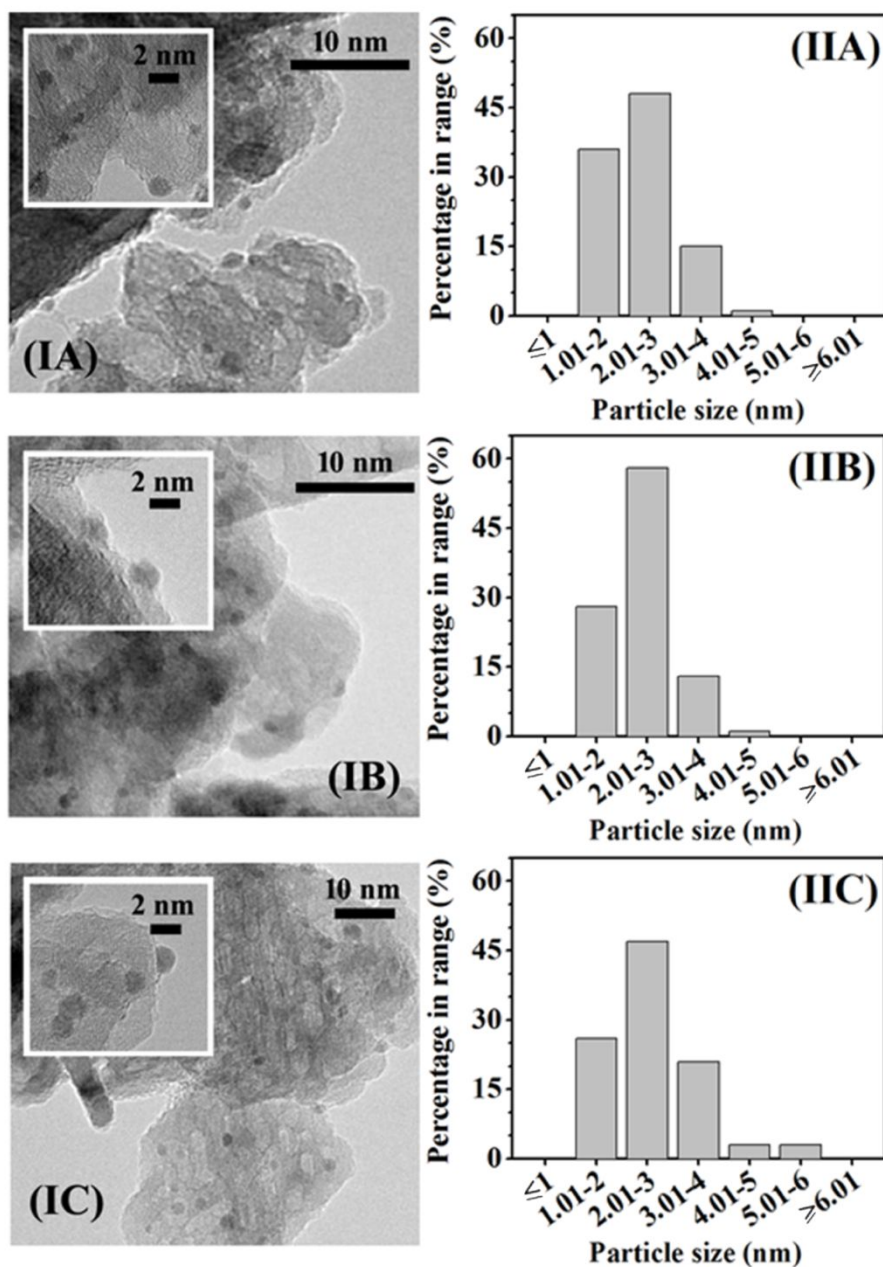 2 nm
10 nm
(IA)
Percentage in range (%)
60
45
30
15
0
(IIA)
≤1
1.01-2
2.01-3
3.01-4
4.01-5
5.01-6
≥6.01
Particle size (nm)
2 nm
10 nm
(IB)
Percentage in range (%)
60
45
30
15
0
(IIB)
≤1
1.01-2
2.01-3
3.01-4
4.01-5
5.01-6
≥6.01
Particle size (nm)
2 nm
10 nm
(IC)
Percentage in range (%)
60
45
30
15
0
(IIC)
≤1
1.01-2
2.01-3
3.01-4
4.01-5
5.01-6
≥6.01
Particle size (nm)